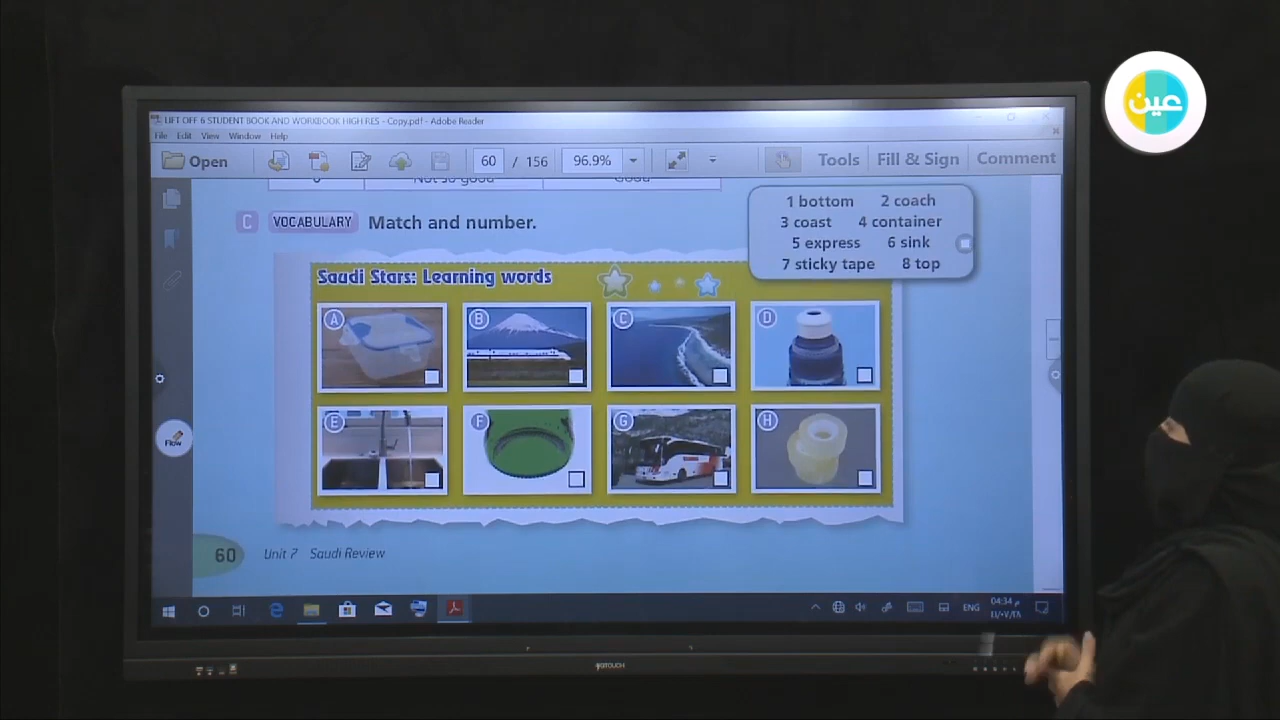 عين
LIFT OFF 6 STUDENT BOOK AND WORKBOOK HIGH RES - Copy.pdf - Adobe Reader
File Edit View Window Help
Open 60 / 156 96,9% Tools Fill & Sign Comment
Not so good Good
C VOCABULARY Match and number.
1 bottom 2 coach
3 coast 4 container
5 express 6 sink
7 sticky tape 8 top
Saudi Stars: Learning words
A B C D
E F G H
Flow
60 Unit 7 Saudi Review
ENG
04:34 م